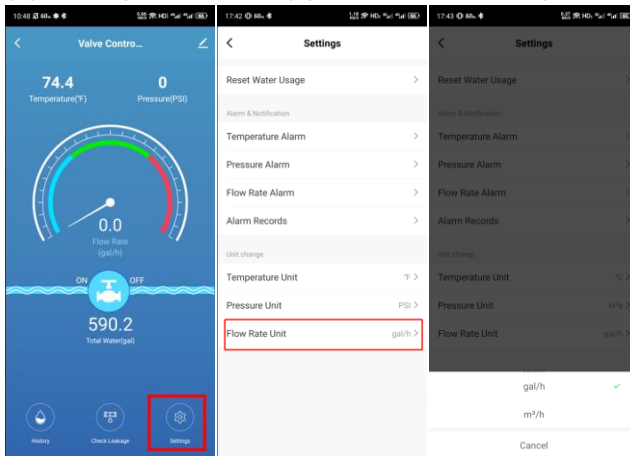 10:48
Valve Contro...
74.4
0
Temperature(°F)
Pressure(PSI)
0.0
Flow Rate
(gal/h)
ON
OFF
590.2
Total Water(gal)
History
Check Leakage
Settings
17:42
Settings
Reset Water Usage
Alarm & Notification
Temperature Alarm
Pressure Alarm
Flow Rate Alarm
Alarm Records
Unit change
Temperature Unit °F
Pressure Unit PSI
Flow Rate Unit gal/h
17:43
Settings
Reset Water Usage
Alarm & Notification
Temperature Alarm
Pressure Alarm
Flow Rate Alarm
Alarm Records
Unit change
Temperature Unit °C
Pressure Unit kPa
Flow Rate Unit gal/h
gal/h
m³/h
Cancel